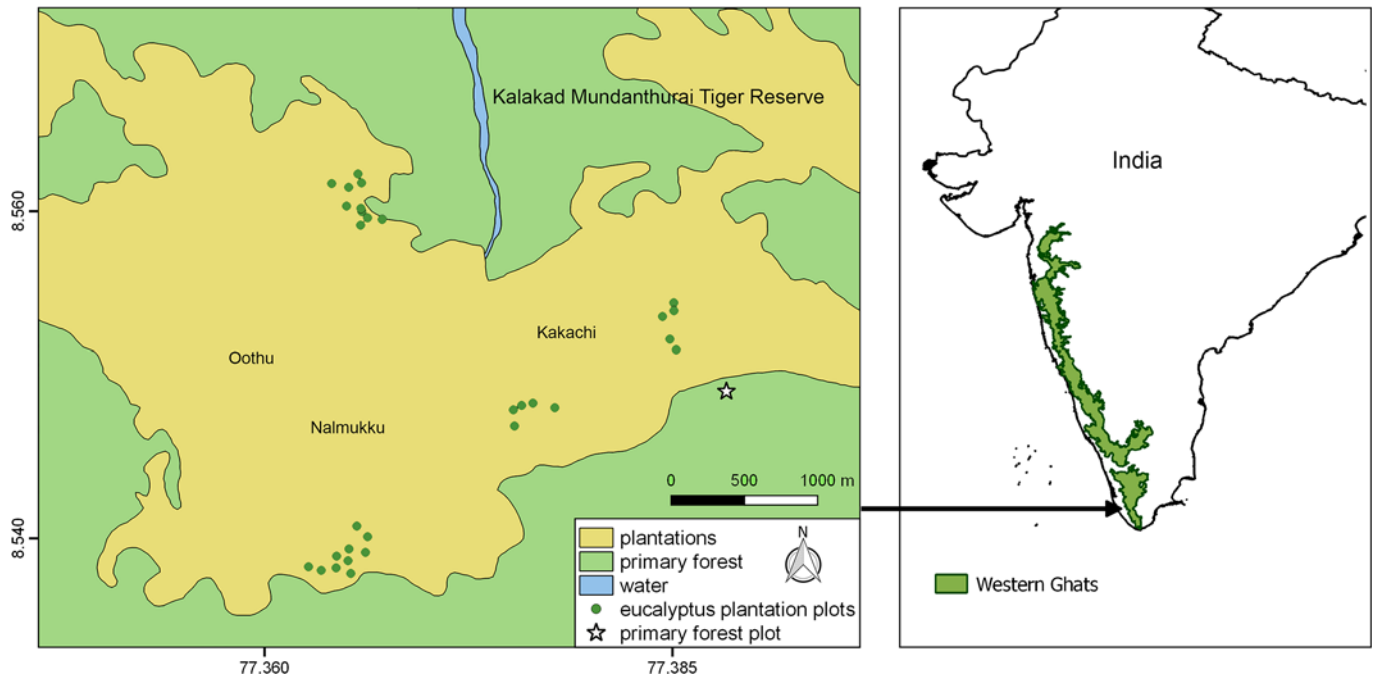 Kalakad Mundanthurai Tiger Reserve
India
8.560
Kakachi
Oothu
Nalmukku
0 500 1000 m
8.540
N
plantations
primary forest
water
eucalyptus plantation plots
primary forest plot
Western Ghats
77.360
77.385